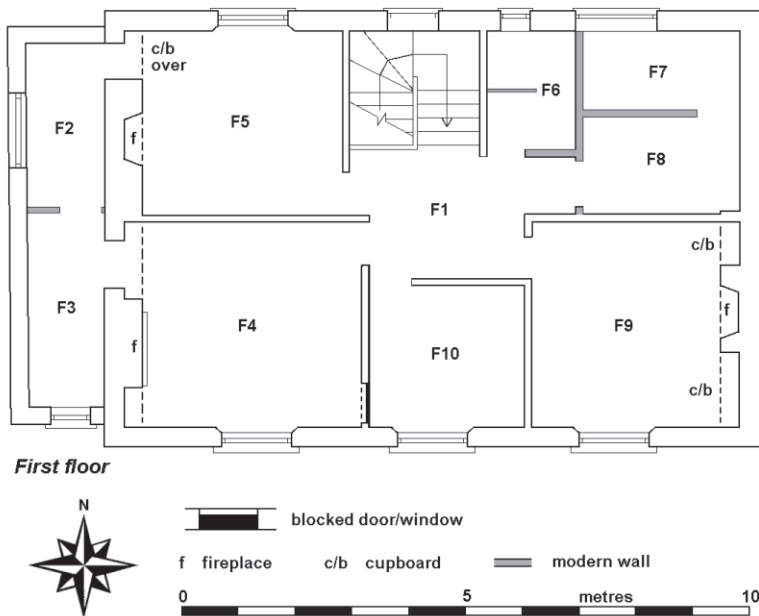 c/b
over
F2
f
F5
F6
F7
F8
F1
c/b
F3
F4
F9
f
f
F10
c/b
First floor
N
blocked door/window
f fireplace c/b cupboard modern wall
0 5 metres 10